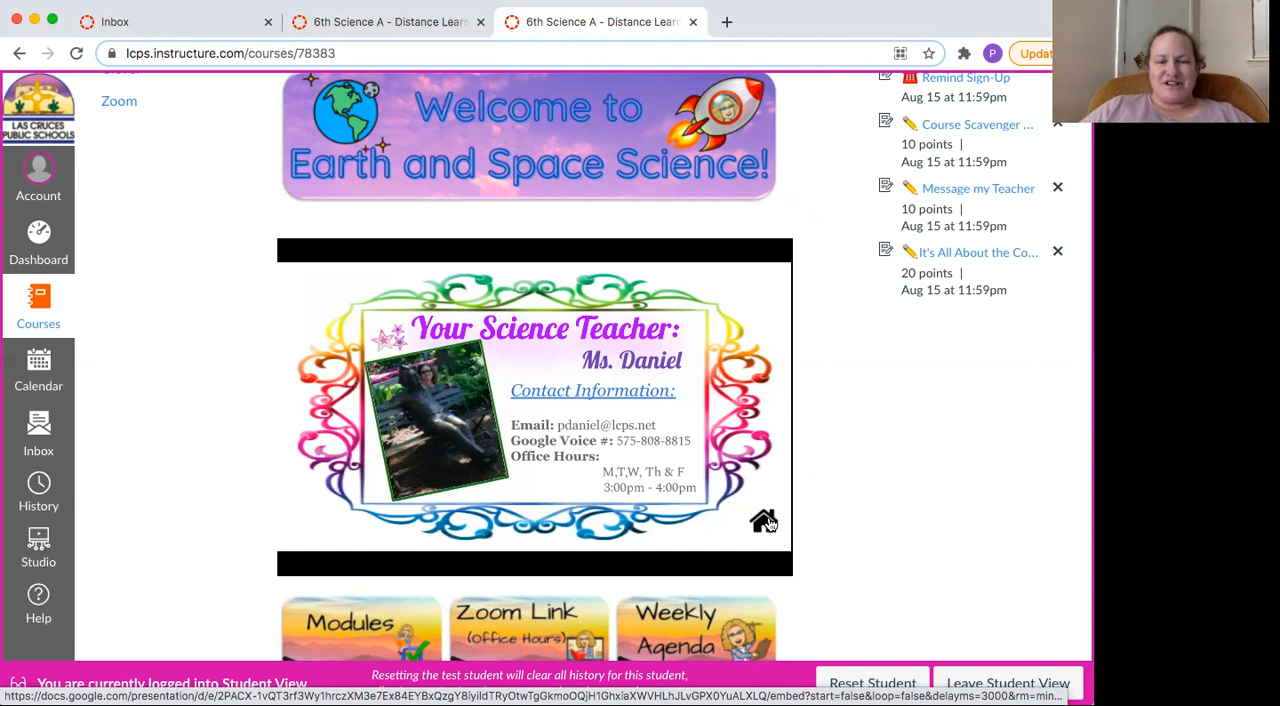 Inbox
6th Science A - Distance Learn
6th Science A - Distance Learn
lcps.instructure.com/courses/78383
P
Updat
LAS CRUCES
PUBLIC SCHOOLS
Account
Dashboard
Courses
Calendar
Inbox
History
Studio
Help
Zoom
Welcome to
Earth and Space Science!
Your Science Teacher:
Ms. Daniel
Contact Information:
Email: pdaniel@lcps.net
Google Voice #: 575-808-8815
Office Hours:
M,T,W, Th & F
3:00pm - 4:00pm
Modules
Zoom Link
(Office Hours)
Weekly
Agenda
Remind Sign-Up
Aug 15 at 11:59pm
Course Scavenger ...
10 points |
Aug 15 at 11:59pm
Message my Teacher
10 points |
Aug 15 at 11:59pm
It's All About the Co...
20 points |
Aug 15 at 11:59pm
You are currently logged into Student View
Resetting the test student will clear all history for this student,
Reset Student
Leave Student View